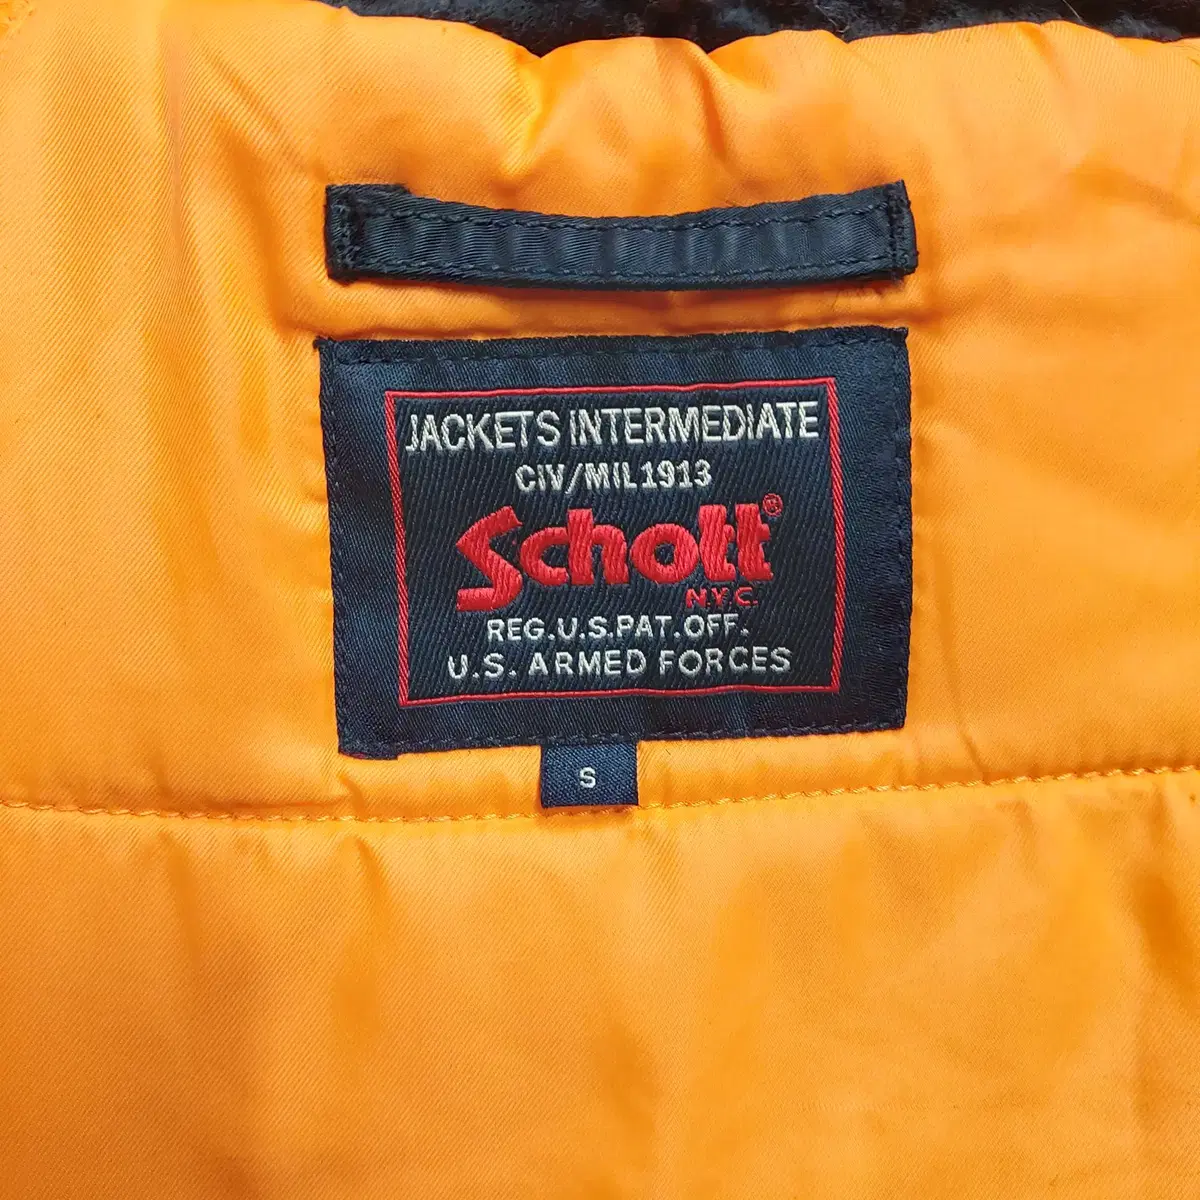 JACKETS INTERMEDIATE
CIV/MIL1913
Schott®
N.Y.C.
REG.U.S.PAT.OFF.
U.S. ARMED FORCES
S